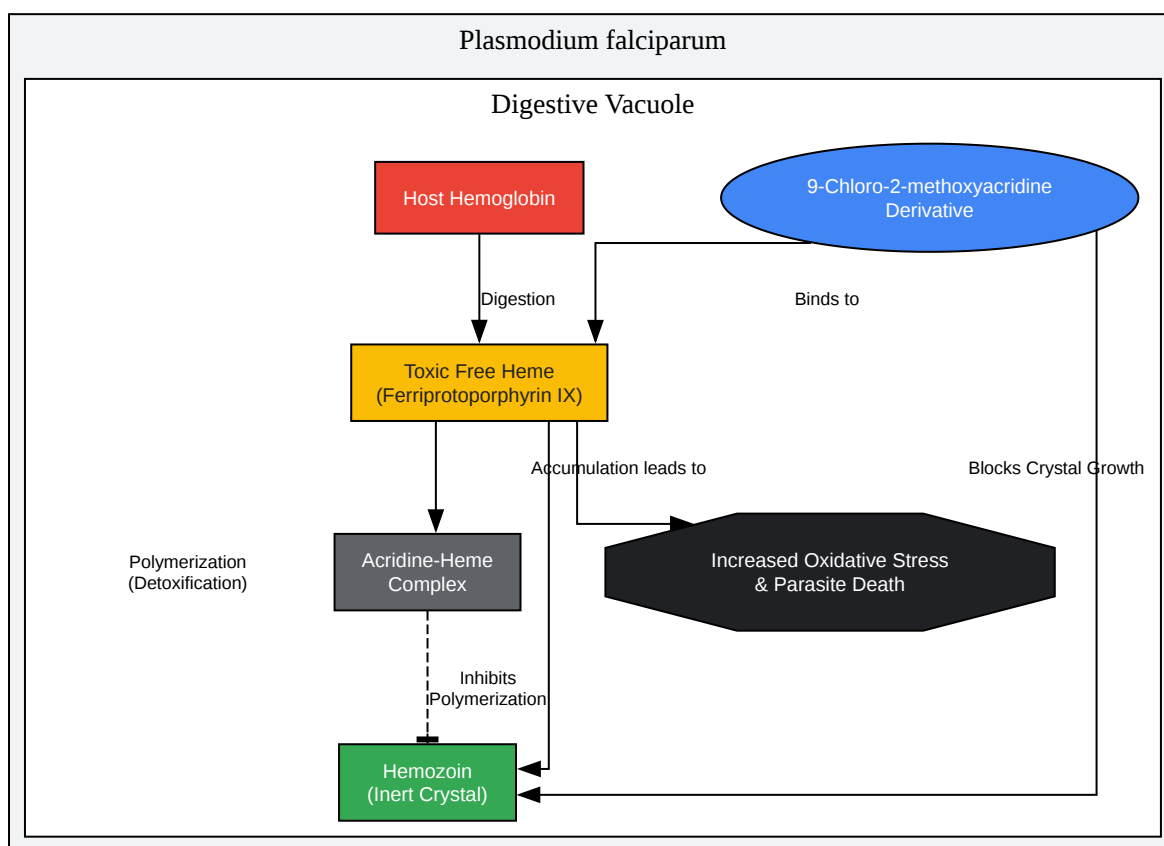 Plasmodium falciparum
Digestive Vacuole
Host Hemoglobin
9-Chloro-2-methoxyacridine
Derivative
Digestion
Binds to
Toxic Free Heme
(Ferriprotoporphyrin IX)
Accumulation leads to
Blocks Crystal Growth
Polymerization
(Detoxification)
Acridine-Heme
Complex
Increased Oxidative Stress
& Parasite Death
Inhibits
Polymerization
Hemozoin
(Inert Crystal)